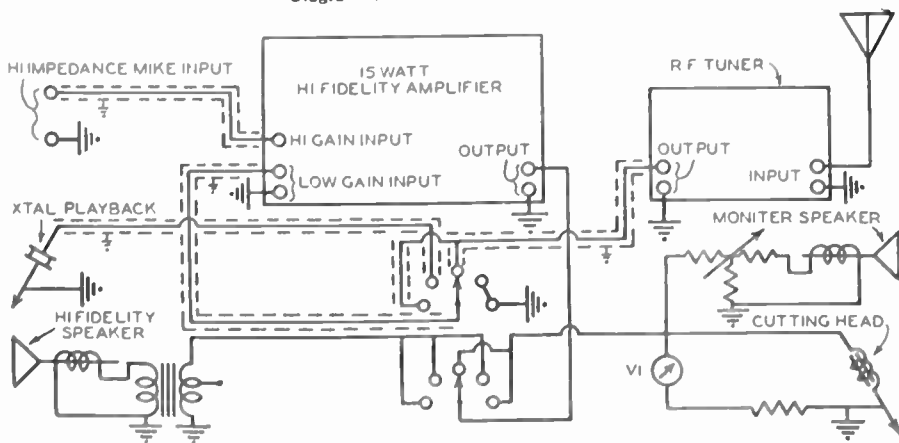 HI IMPEDANCE MIKE INPUT
15 WATT
HI FIDELITY AMPLIFIER
R F TUNER
HI GAIN INPUT
OUTPUT
LOW GAIN INPUT
OUTPUT
INPUT
XTAL PLAYBACK
MONITER SPEAKER
HI FIDELITY
SPEAKER
CUTTING HEAD
VI